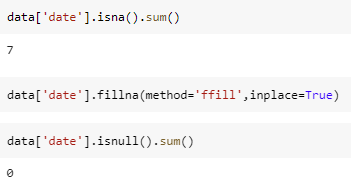 data['date'].isna().sum()
7
data['date'].fillna(method='ffill',inplace=True)
data['date'].isnull().sum()
0